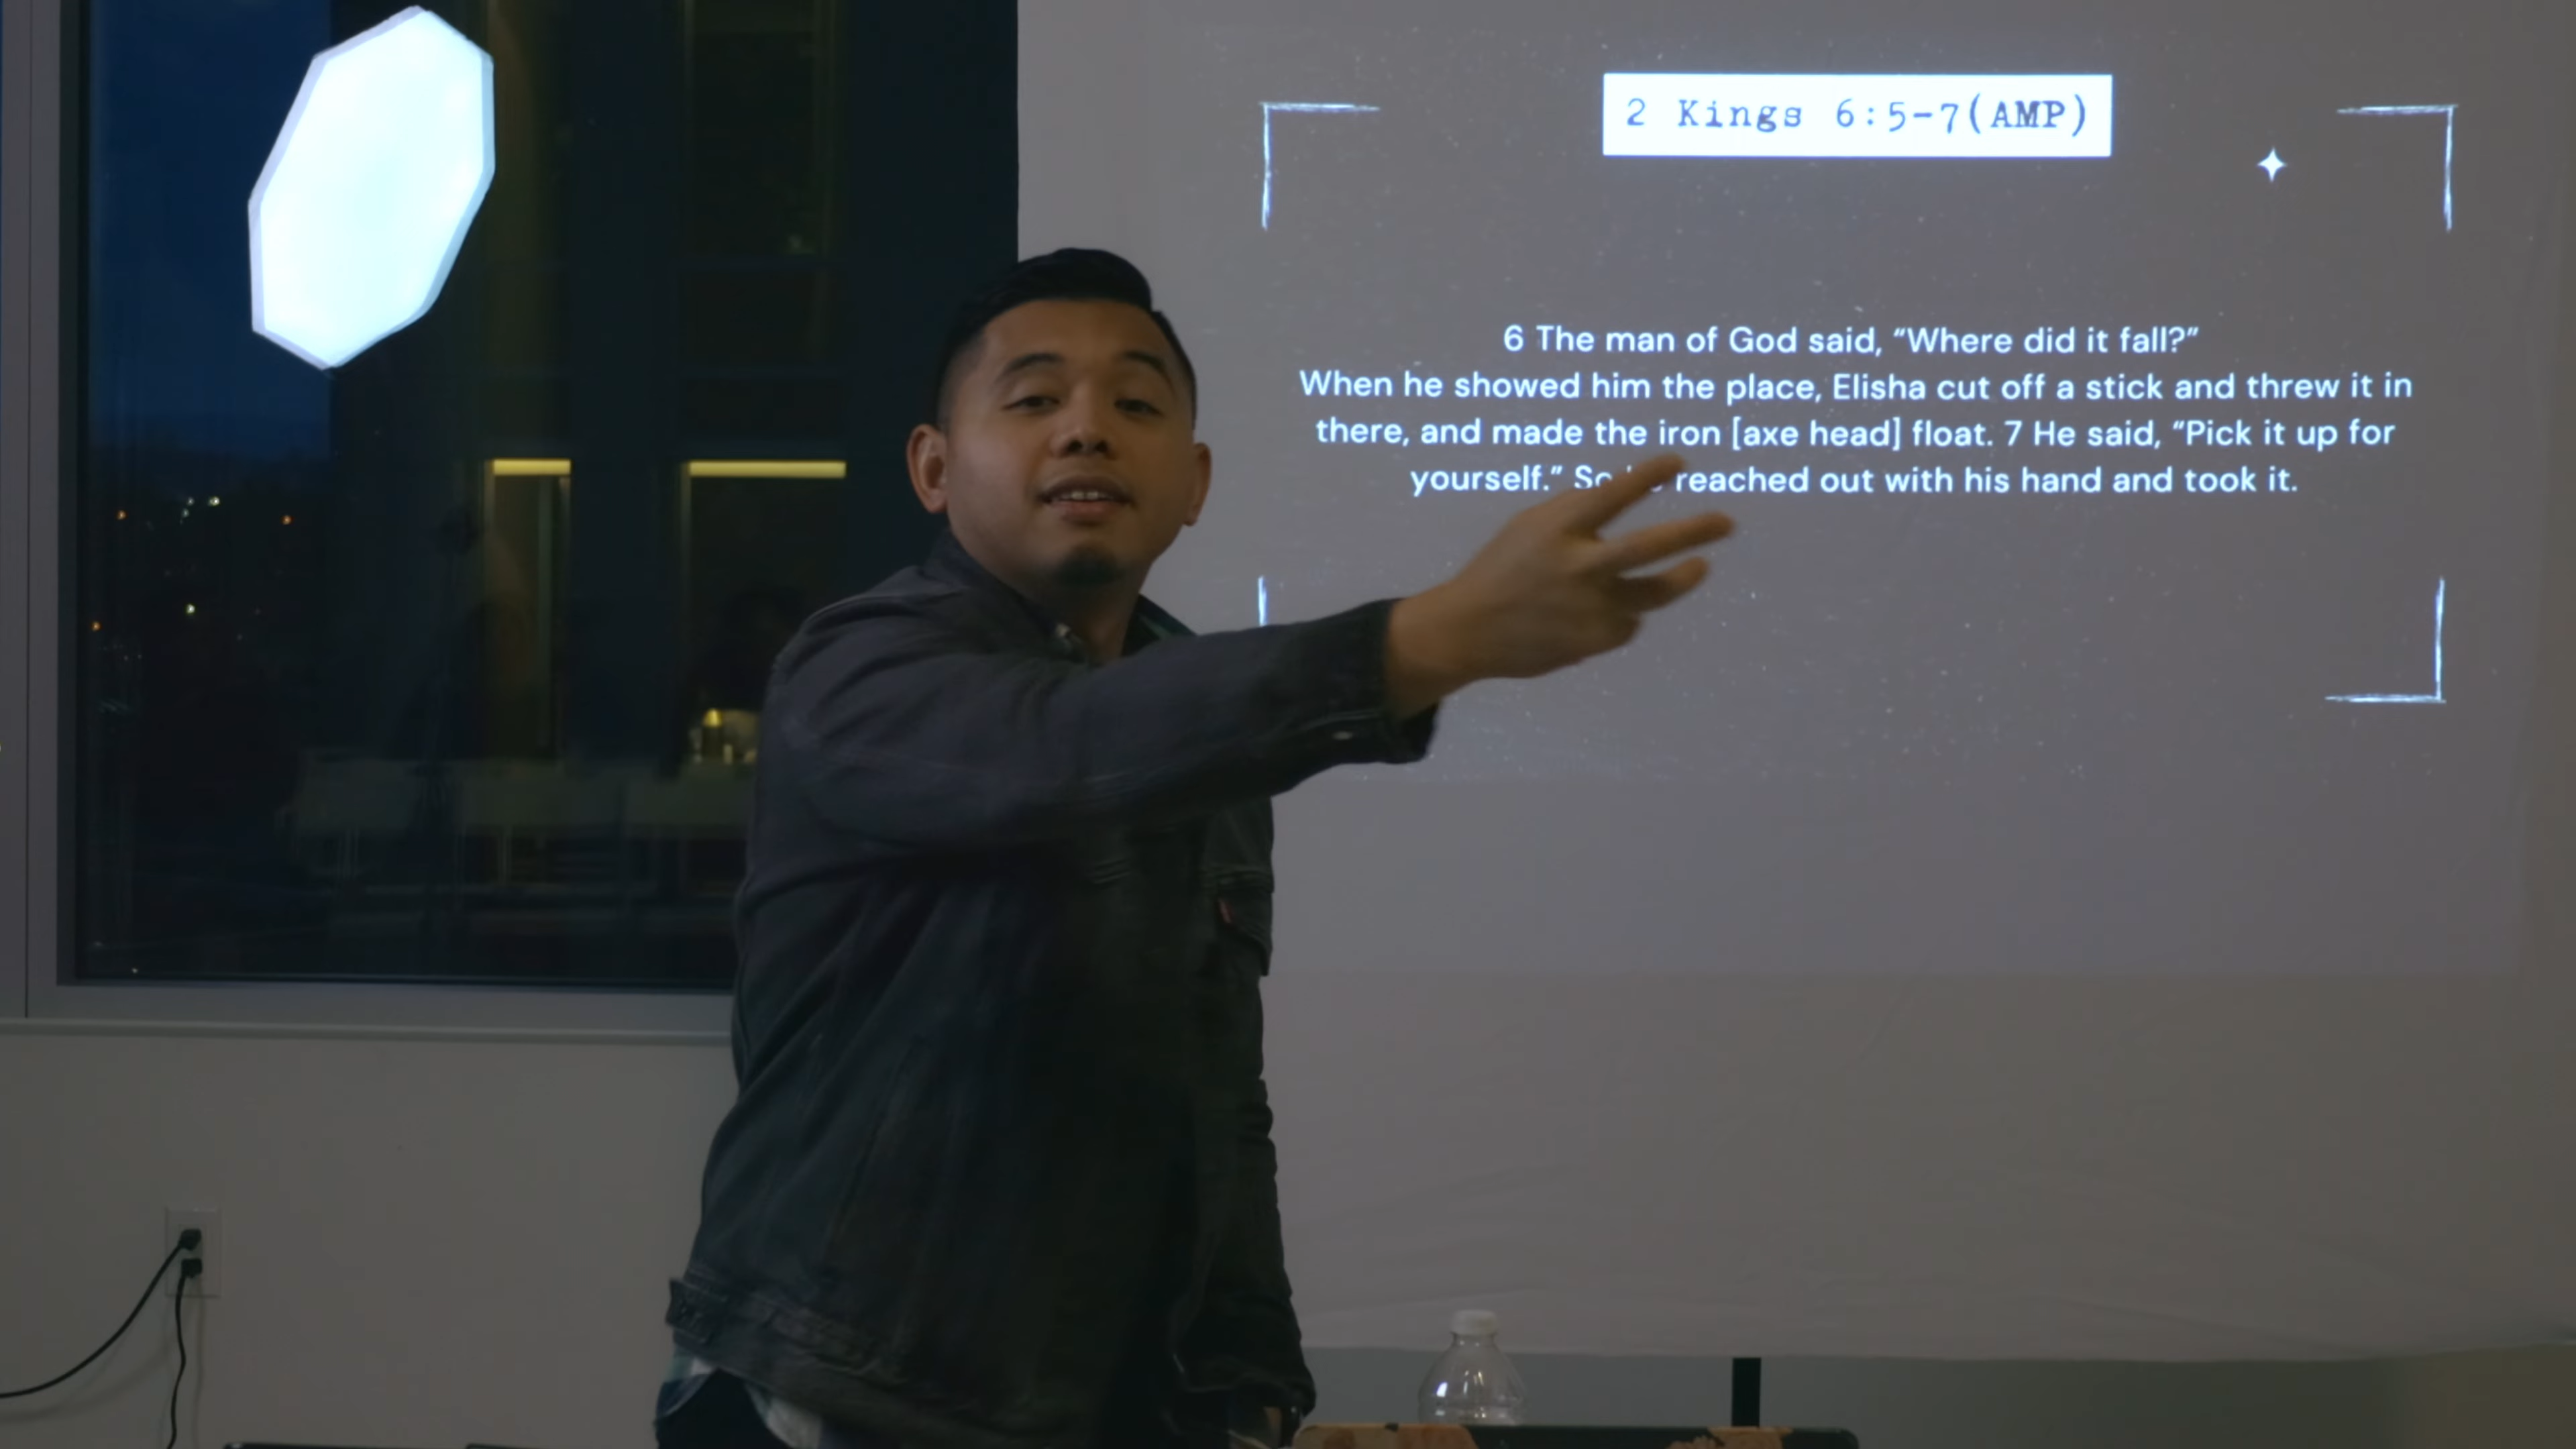 2 Kings 6:5-7(AMP)
6 The man of God said, “Where did it fall?”
When he showed him the place, Elisha cut off a stick and threw it in
there, and made the iron [axe head] float. 7 He said, “Pick it up for
yourself.” So reached out with his hand and took it.